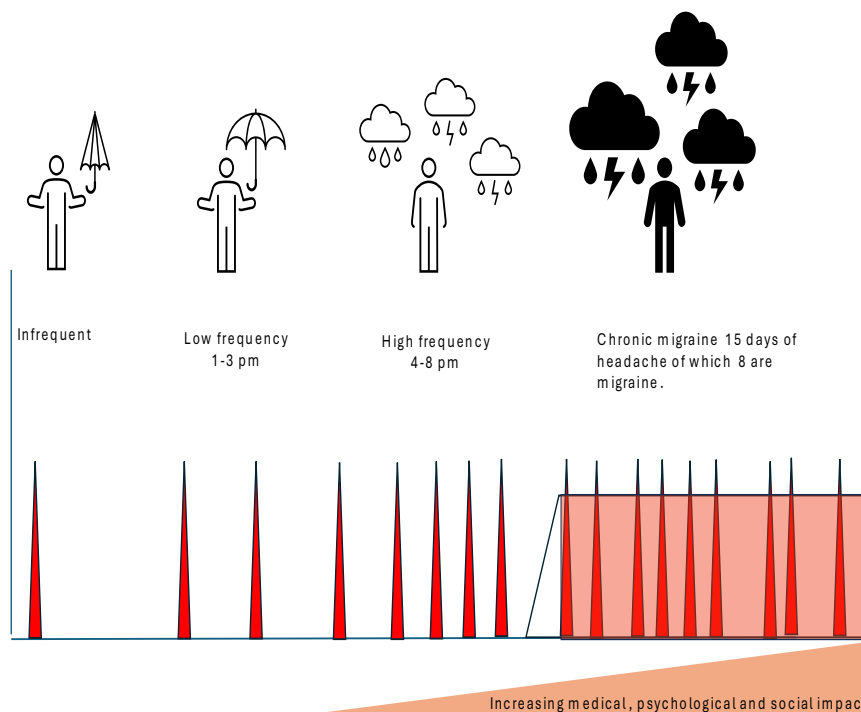 Infrequent
Low frequency
1-3 pm
High frequency
4-8 pm
Chronic migraine 15 days of
headache of which 8 are
migraine.
Increasing medical, psychological and social impac